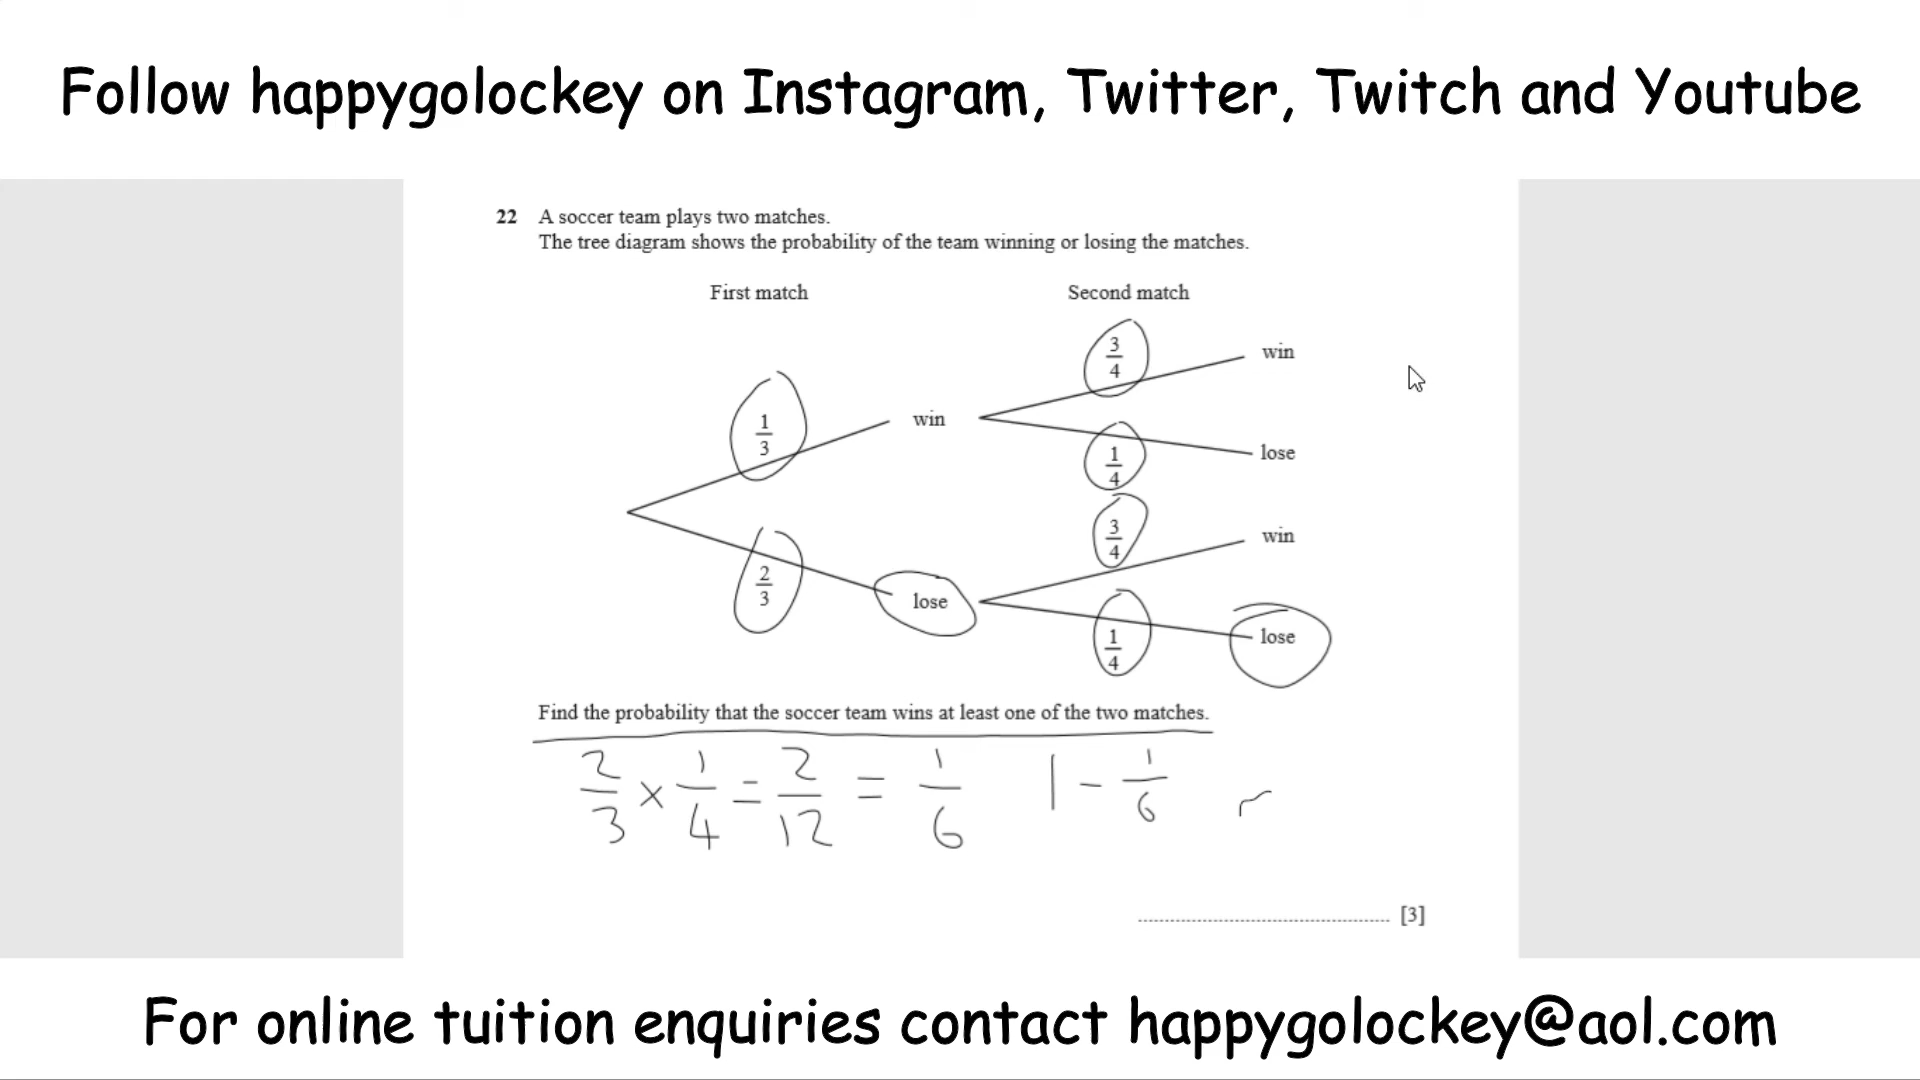 Follow happygolockey on Instagram, Twitter, Twitch and Youtube
22 A soccer team plays two matches.
The tree diagram shows the probability of the team winning or losing the matches.
First match Second match
3/4 win
1/3 win
1/4 lose
3/4 win
2/3 lose
1/4 lose
Find the probability that the soccer team wins at least one of the two matches.
2/3 × 1/4 = 2/12 = 1/6 1 - 1/6
........................................ [3]
For online tuition enquiries contact happygolockey@aol.com